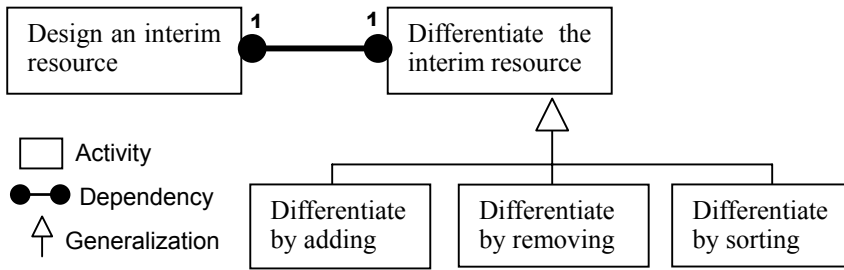 1 1
Design an interim
resource
Differentiate the
interim resource
Activity
Dependency
Generalization
Differentiate
by adding
Differentiate
by removing
Differentiate
by sorting